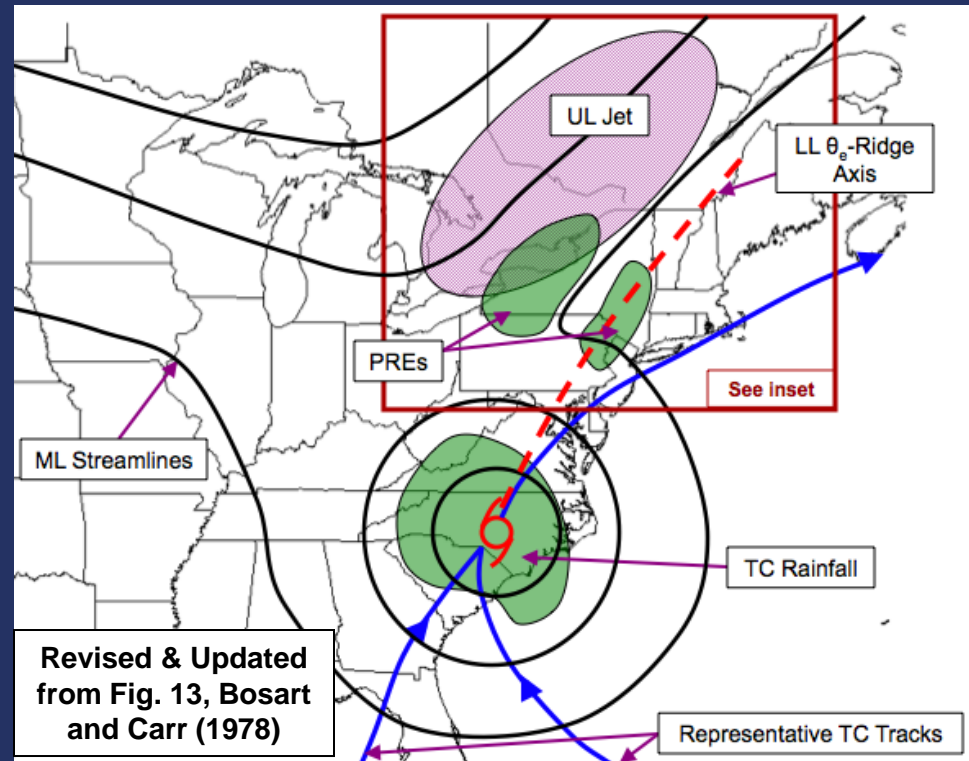 UL Jet
LL θe-Ridge
Axis
PREs
See inset
ML Streamlines
TC Rainfall
Revised & Updated
from Fig. 13, Bosart
and Carr (1978)
Representative TC Tracks